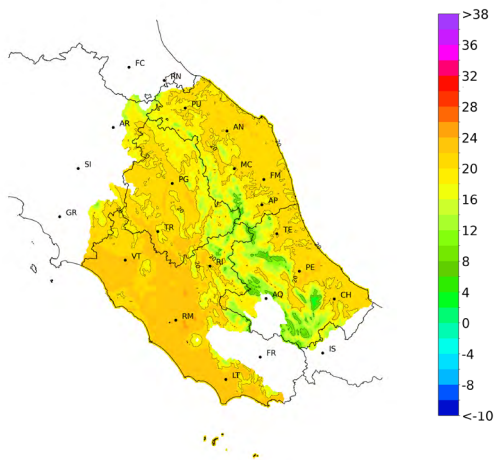 >38
36
FC
RN
32
PU
28
AR
AN
24
SI
MC
20
PG
FM
16
AP
GR
TR
TE
12
VT
RI
PE
8
AQ
CH
4
RM
0
FR
IS
-4
LT
-8
<-10